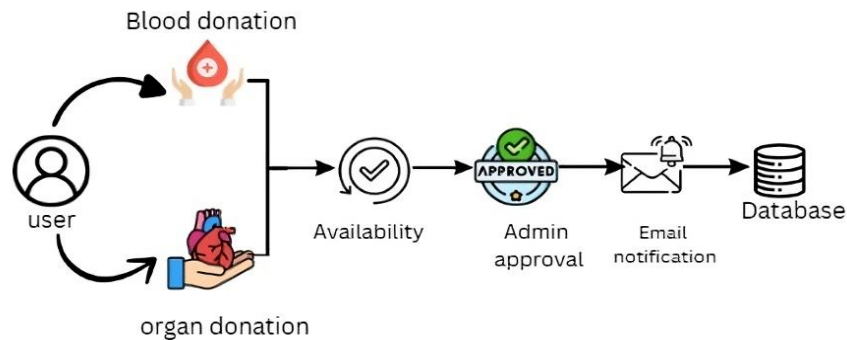 Blood donation
user
organ donation
Availability
APPROVED
Admin
approval
Email
notification
Database